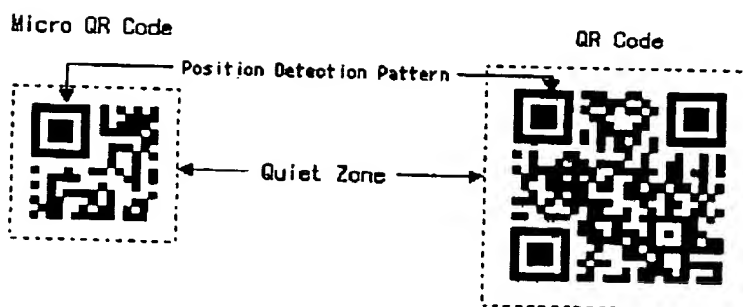 Micro QR Code
QR Code
Position Detection Pattern
Quiet Zone